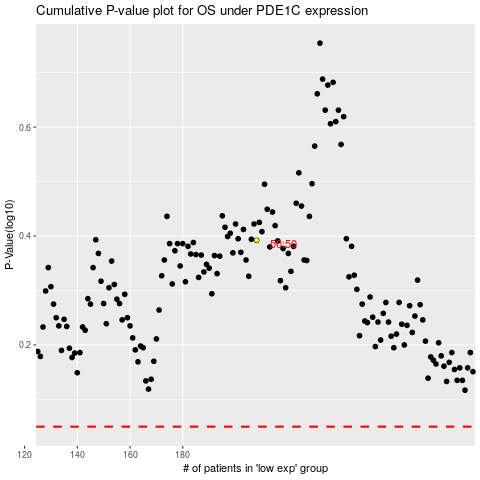 Cumulative P-value plot for OS under PDE1C expression
P-Value(log10)
0.6
0.4
0.2
50:50
120 140 160 180
# of patients in 'low exp' group